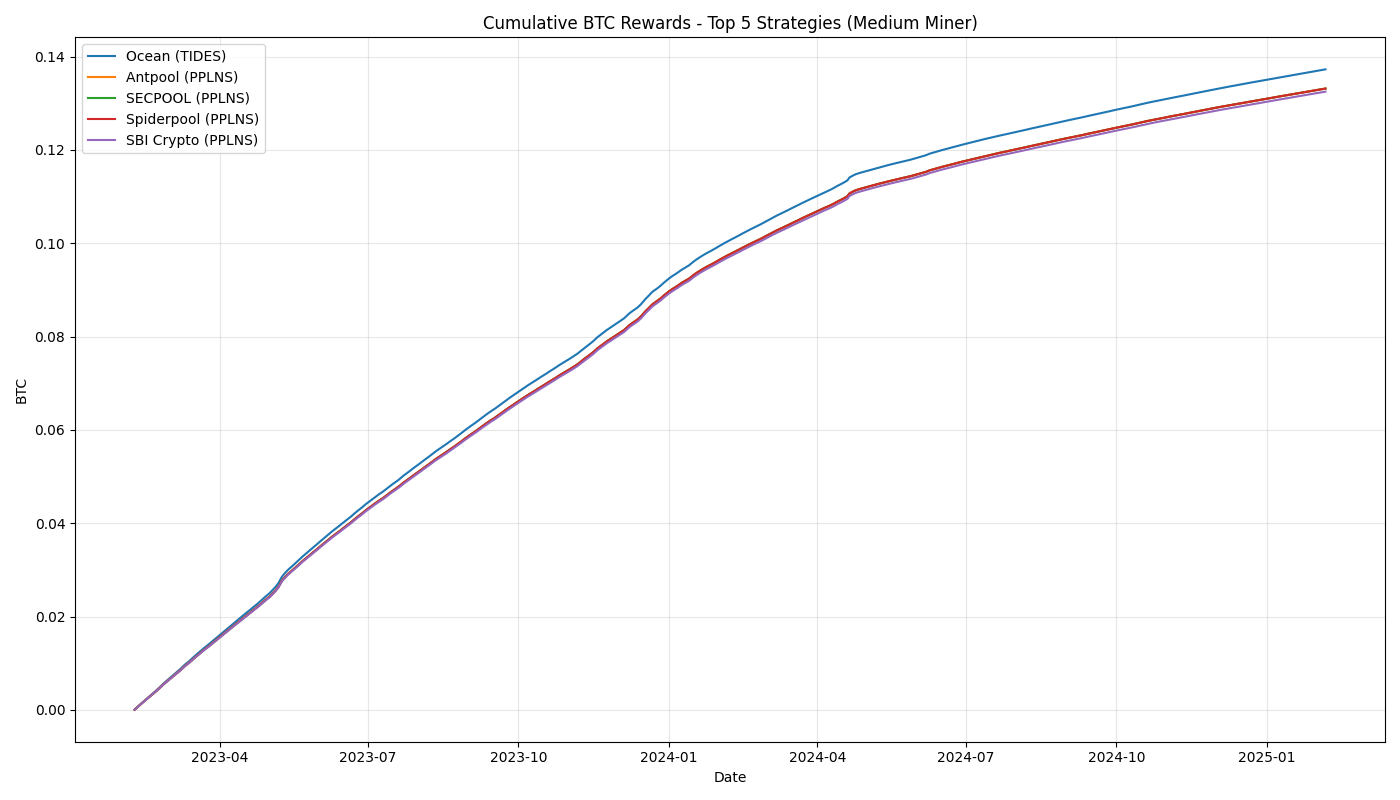 Cumulative BTC Rewards - Top 5 Strategies (Medium Miner)
Ocean (TIDES)
Antpool (PPLNS)
SECPOOL (PPLNS)
Spiderpool (PPLNS)
SBI Crypto (PPLNS)
BTC
0.14
0.12
0.10
0.08
0.06
0.04
0.02
0.00
2023-04 2023-07 2023-10 2024-01 2024-04 2024-07 2024-10 2025-01
Date